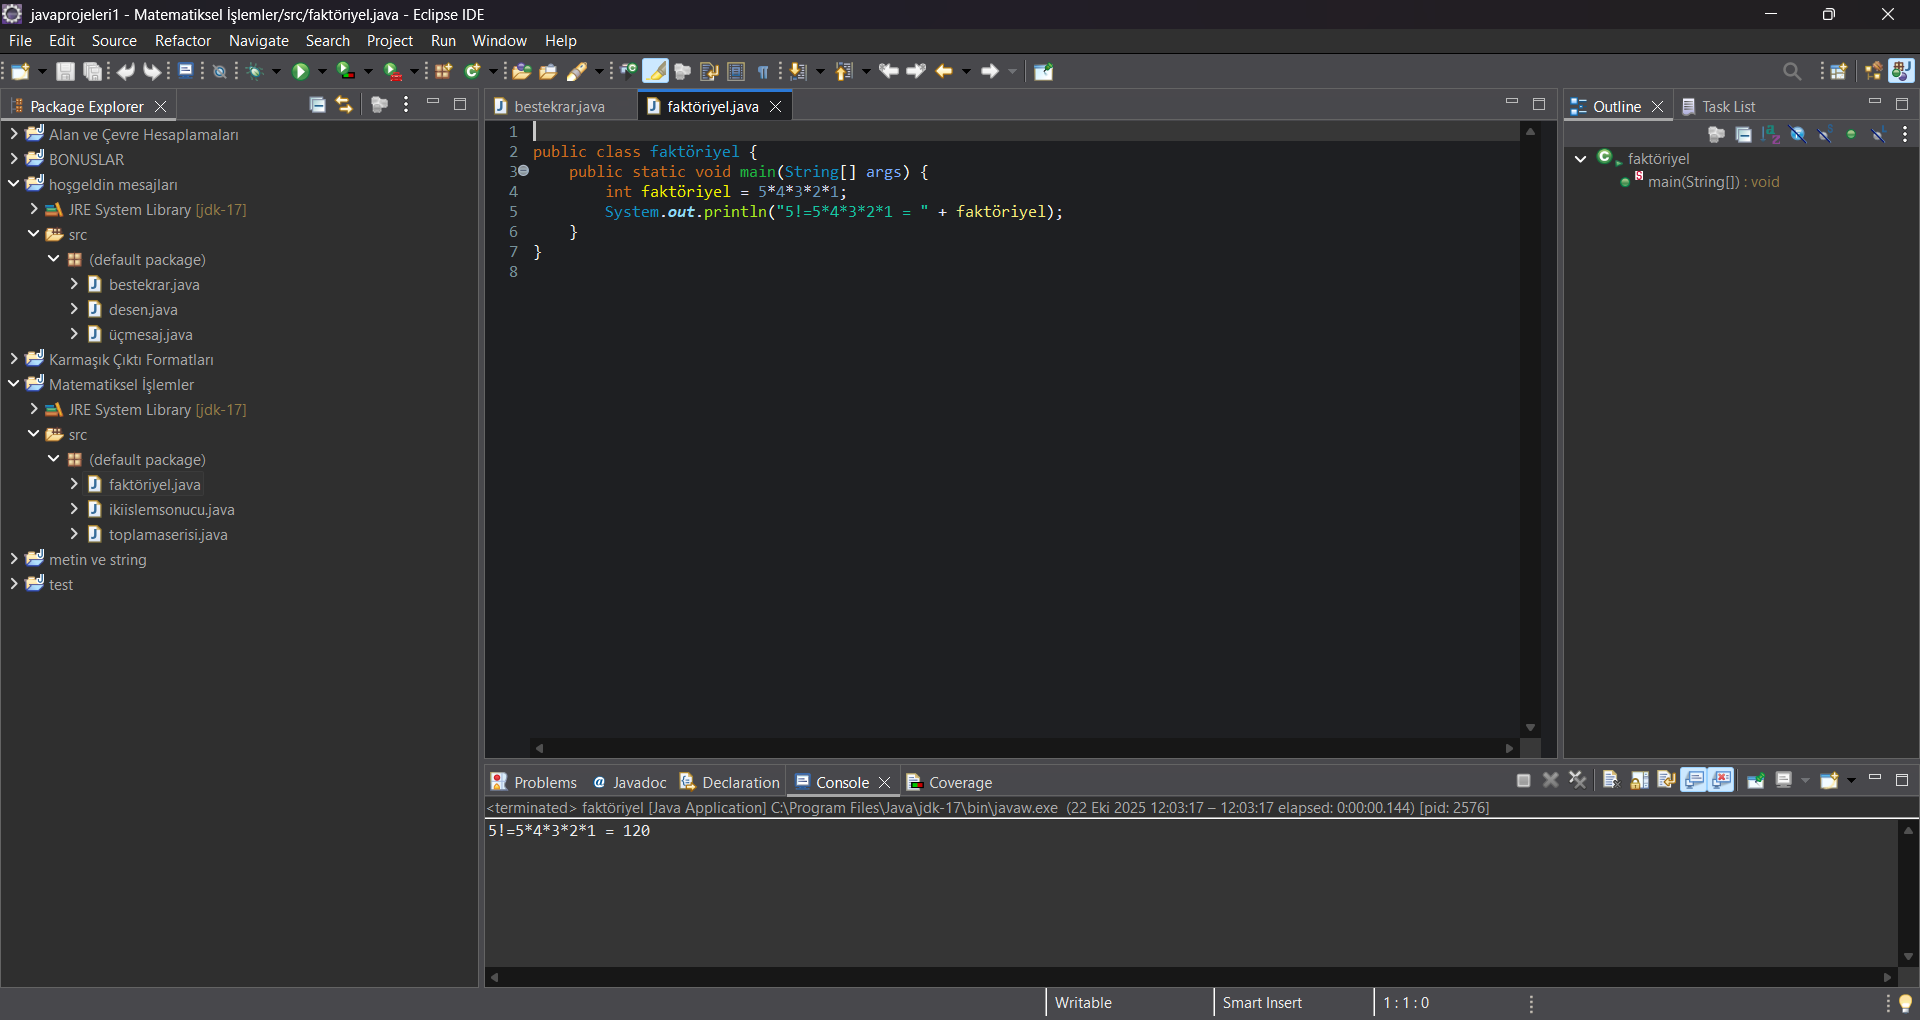 javaprojeleri1 - Matematiksel İşlemler/src/faktöriyel.java - Eclipse IDE
File Edit Source Refactor Navigate Search Project Run Window Help
Package Explorer
Alan ve Çevre Hesaplamaları
BONUSLAR
hoşgeldin mesajları
JRE System Library [jdk-17]
src
(default package)
bestekrar.java
desen.java
üçmesaj.java
Karmaşık Çıktı Formatları
Matematiksel İşlemler
JRE System Library [jdk-17]
src
(default package)
faktöriyel.java
ikiislemsonucu.java
toplamaserisi.java
metin ve string
test
bestekrar.java faktöriyel.java
1
2 public class faktöriyel {
3 public static void main(String[] args) {
4 int faktöriyel = 5*4*3*2*1;
5 System.out.println("5!=5*4*3*2*1 = " + faktöriyel);
6 }
7 }
8
Outline Task List
faktöriyel
main(String[]) : void
Problems Javadoc Declaration Console Coverage
<terminated> faktöriyel [Java Application] C:\Program Files\Java\jdk-17\bin\javaw.exe (22 Eki 2025 12:03:17 – 12:03:17 elapsed: 0:00:00.144) [pid: 2576]
5!=5*4*3*2*1 = 120
Writable Smart Insert 1 : 1 : 0